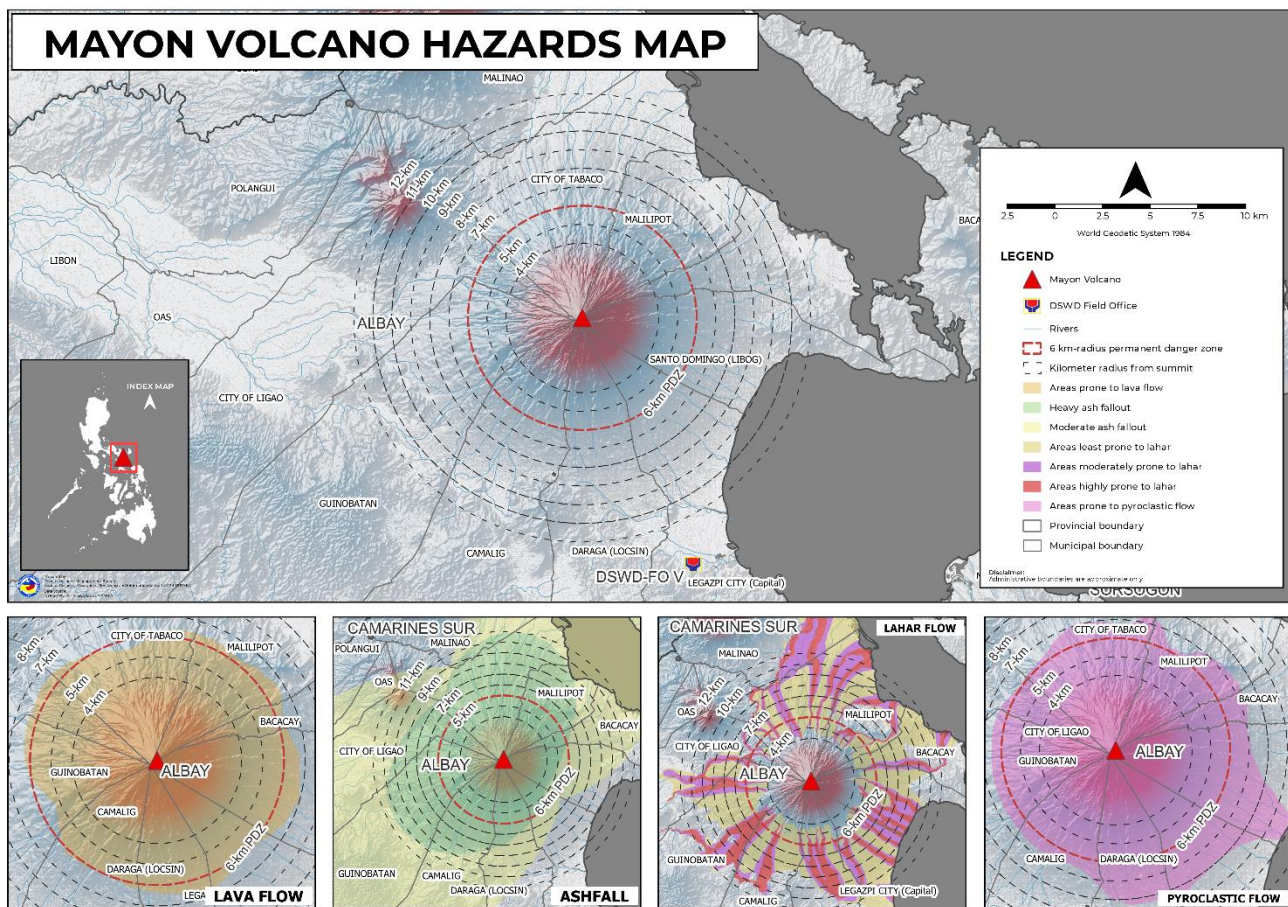 MAYON VOLCANO HAZARDS MAP
MALINAO
POLANGUI
CITY OF TABACO
12-km
11-km
10-km
9-km
8-km
7-km
5-km
4-km
MALILIPOT
LIBON
OAS
ALBAY
SANTO DOMINGO (LIBOG)
6-km PDZ
CITY OF LIGAO
GUINOBATAN
CAMALIG
DARAGA (LOCSIN)
DSWD-FO V
LEGAZPI CITY (Capital)
SORSOGON
INDEX MAP
2.5 0 2.5 5 7.5 10 km
World Geodetic System 1984
LEGEND
Mayon Volcano
DSWD Field Office
Rivers
6 km-radius permanent danger zone
Kilometer radius from summit
Areas prone to lava flow
Heavy ash fallout
Moderate ash fallout
Areas least prone to lahar
Areas moderately prone to lahar
Areas highly prone to lahar
Areas prone to pyroclastic flow
Provincial boundary
Municipal boundary
Disclaimer:
Administrative boundaries are approximate only
CITY OF TABACO
8-km
7-km
MALILIPOT
5-km
4-km
BACACAY
GUINOBATAN
ALBAY
CAMALIG
6-km PDZ
DARAGA (LOCSIN)
LEGA
LAVA FLOW
CAMARINES SUR
POLANGUI
MALINAO
OAS
11-km
9-km
7-km
5-km
MALILIPOT
BACACAY
CITY OF LIGAO
ALBAY
6-km PDZ
GUINOBATAN
CAMALIG
DARAGA (LOCSIN)
ASHFALL
CAMARINES SUR
LAHAR FLOW
MALINAO
12-km
OAS
10-km
7-km
4-km
MALILIPOT
CITY OF LIGAO
BACACAY
ALBAY
6-km PDZ
GUINOBATAN
LEGAZPI CITY (Capital)
CAMALIG
CITY OF TABACO
8-km
7-km
MALILIPOT
5-km
4-km
BACACAY
CITY OF LIGAO
GUINOBATAN
ALBAY
6-km PDZ
CAMALIG
DARAGA (LOCSIN)
PYROCLASTIC FLOW